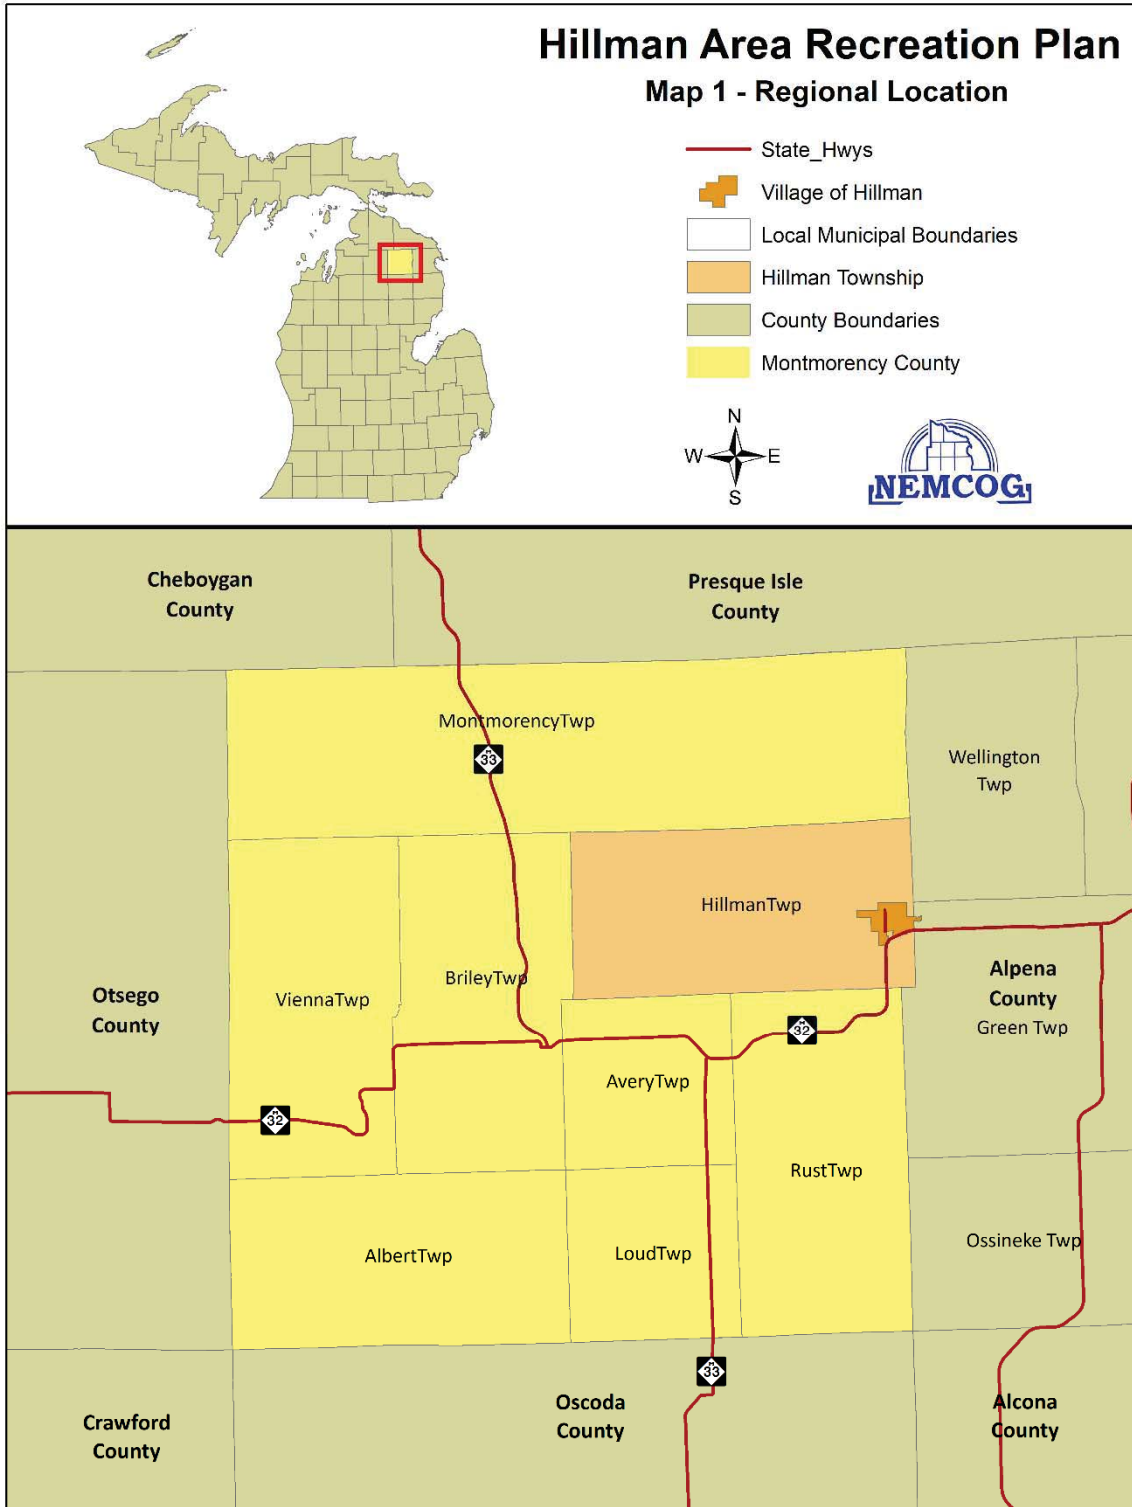 Hillman Area Recreation Plan
Map 1 - Regional Location
State_Hwys
Village of Hillman
Local Municipal Boundaries
Hillman Township
County Boundaries
Montmorency County
N
W E
S
NEMCOG
Cheboygan
County
Presque Isle
County
MontmorencyTwp
M
33
Wellington
Twp
HillmanTwp
Otsego
County
ViennaTwp
BrileyTwp
Alpena
County
Green Twp
M
32
AveryTwp
M
32
RustTwp
AlbertTwp
LoudTwp
Ossineke Twp
M
33
Crawford
County
Oscoda
County
Alcona
County